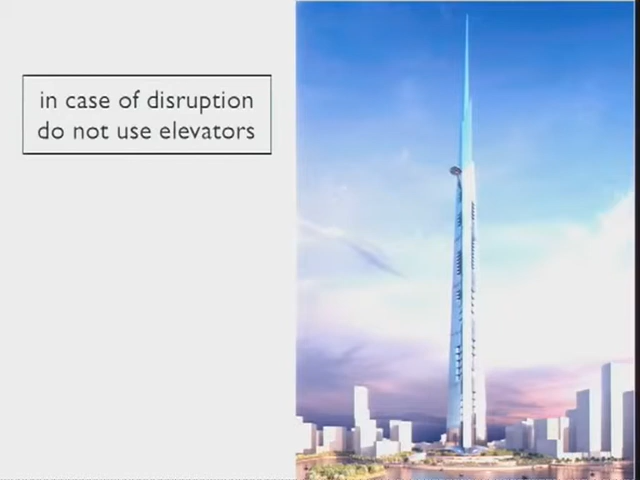 in case of disruption
do not use elevators